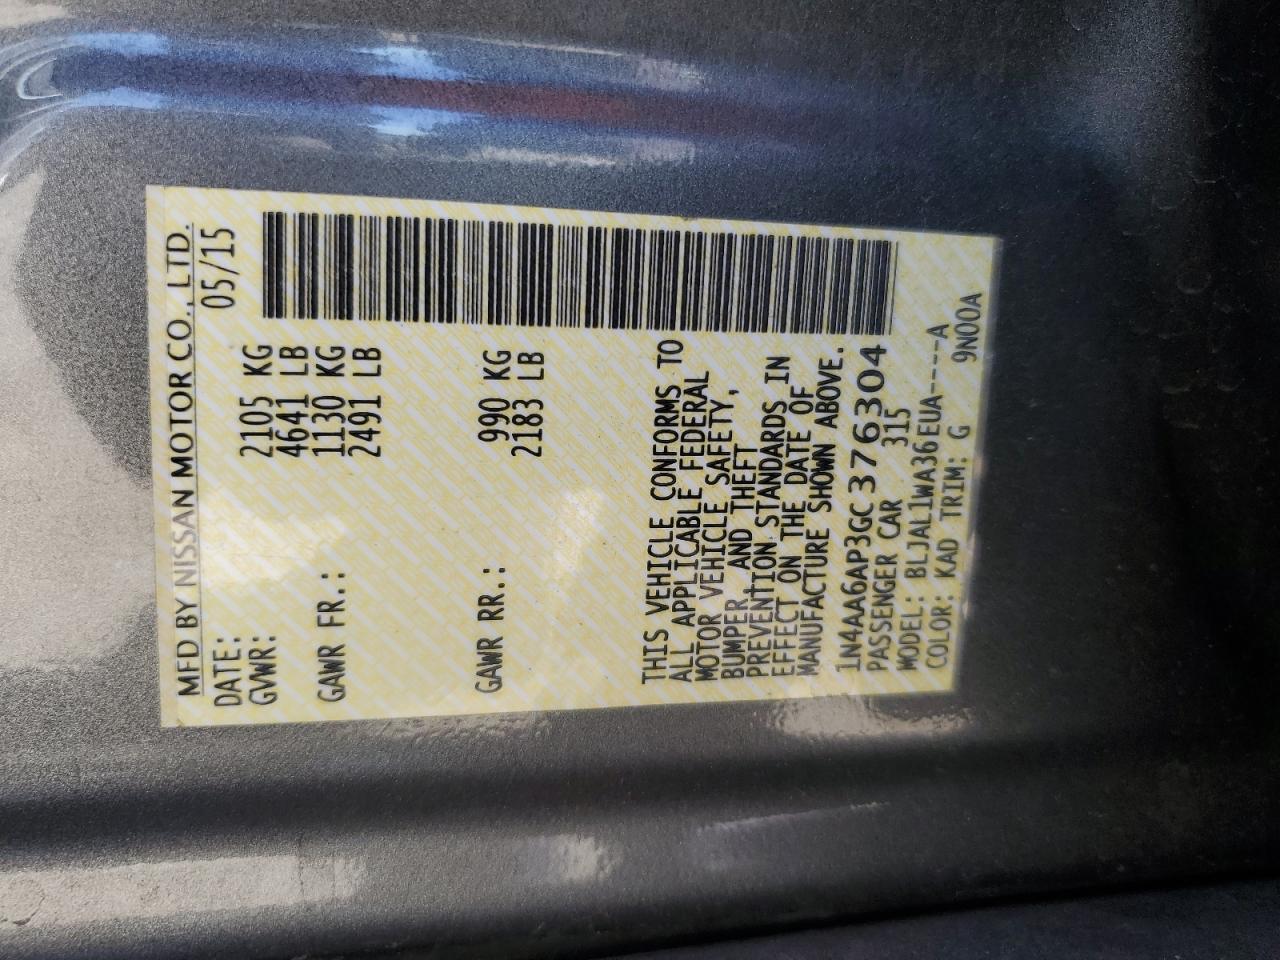 MFD BY NISSAN MOTOR CO., LTD.
DATE: 05/15
GVWR: 2105 KG
4641 LB
GAWR FR.: 1130 KG
2491 LB
GAWR RR.: 990 KG
2183 LB
THIS VEHICLE CONFORMS TO
ALL APPLICABLE FEDERAL
MOTOR VEHICLE SAFETY,
BUMPER, AND THEFT
PREVENTION STANDARDS IN
EFFECT ON THE DATE OF
MANUFACTURE SHOWN ABOVE.
1N4AA6AP3GC376304
PASSENGER CAR 315
MODEL: BLJAL1WA36EUA-----A
COLOR: KAD TRIM: G 9N00A